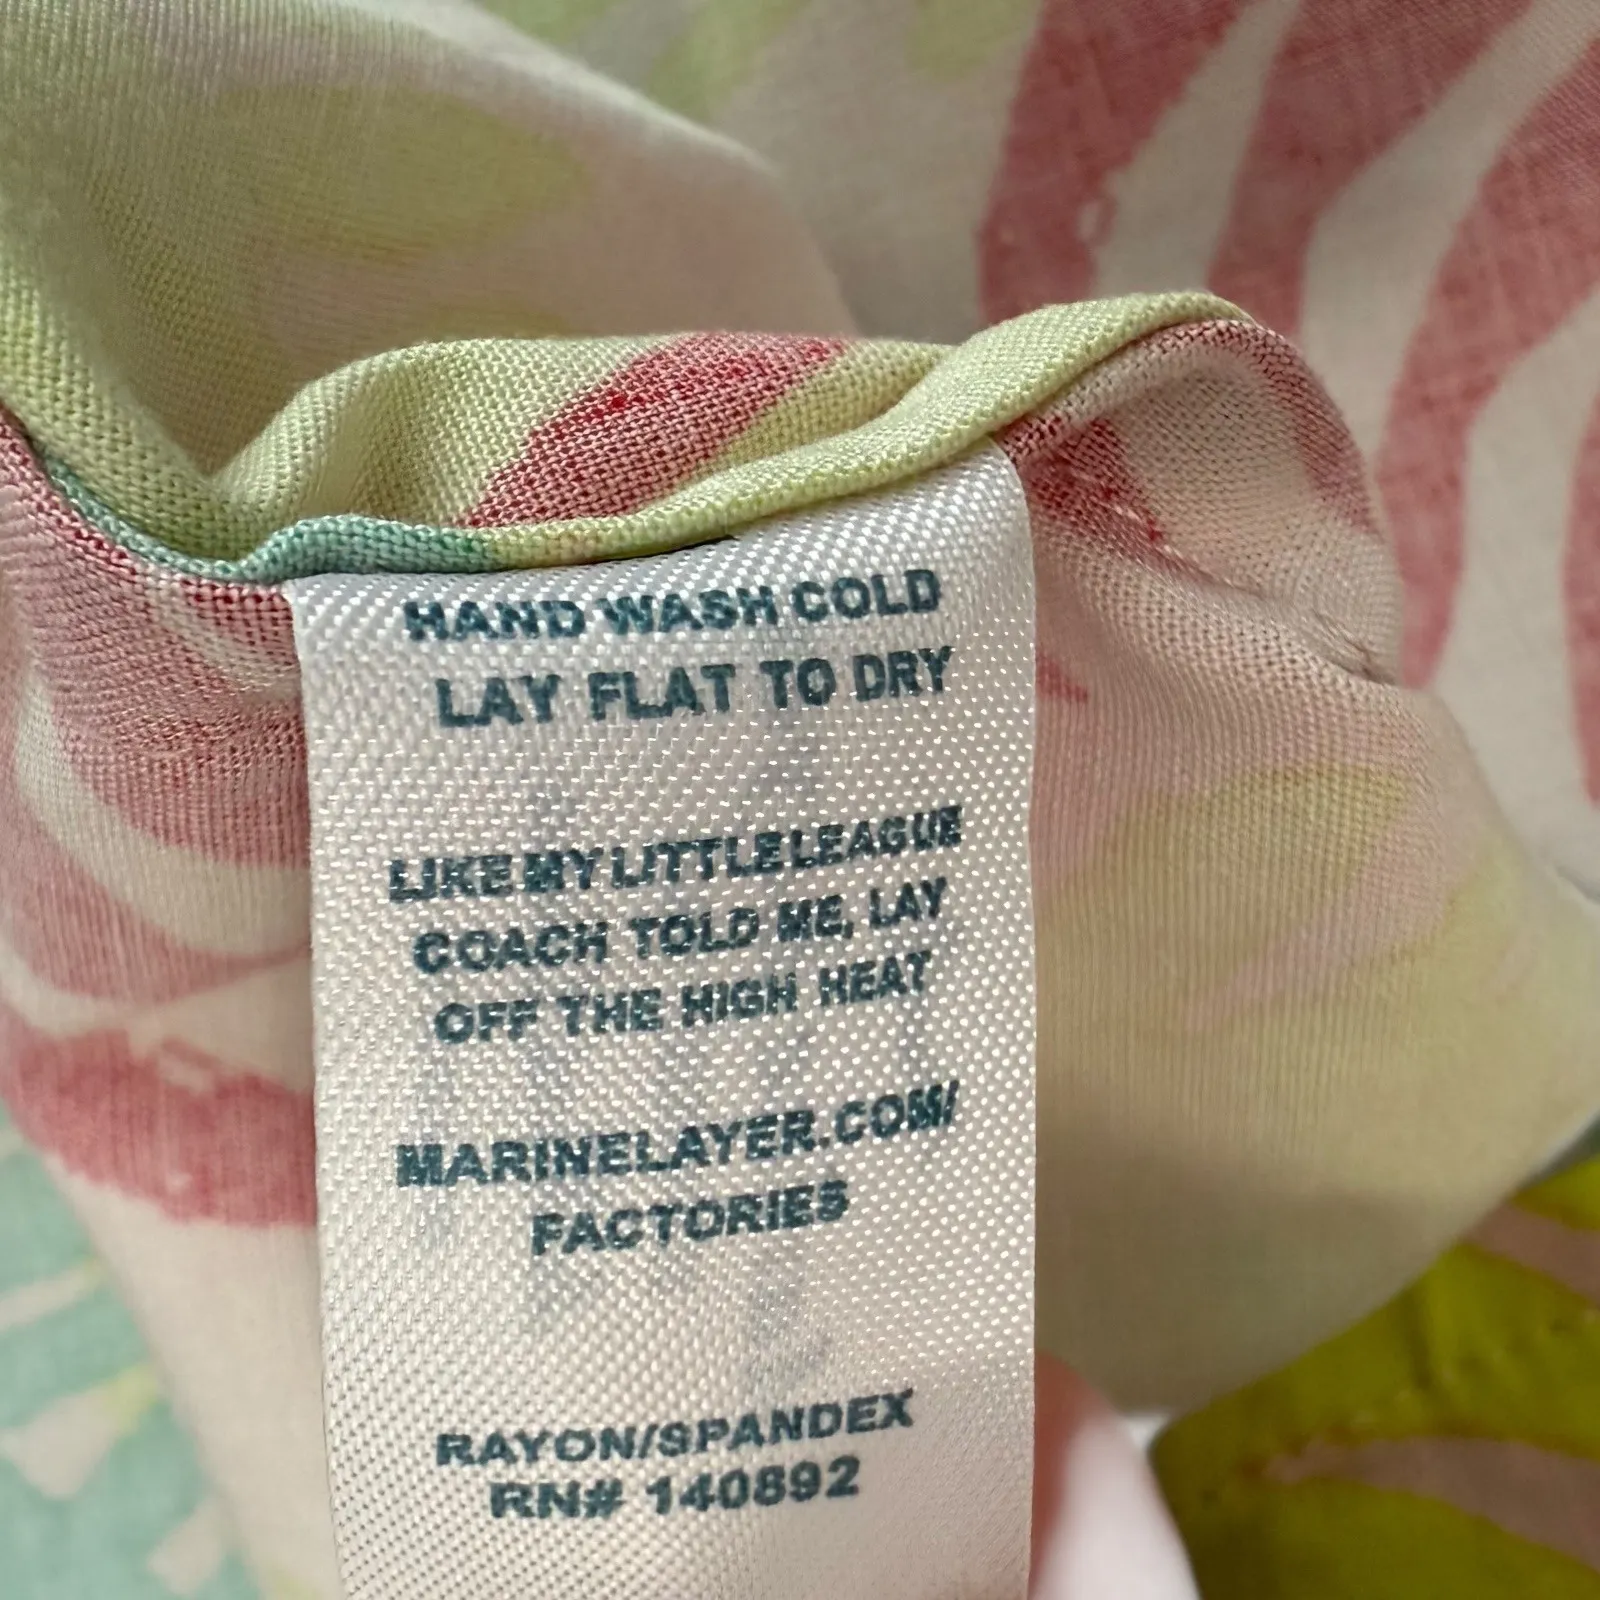 HAND WASH COLD
LAY FLAT TO DRY
LIKE MY LITTLE LEAGUE
COACH TOLD ME, LAY
OFF THE HIGH HEAT
MARINELAYER.COM/
FACTORIES
RAYON/SPANDEX
RN# 140892